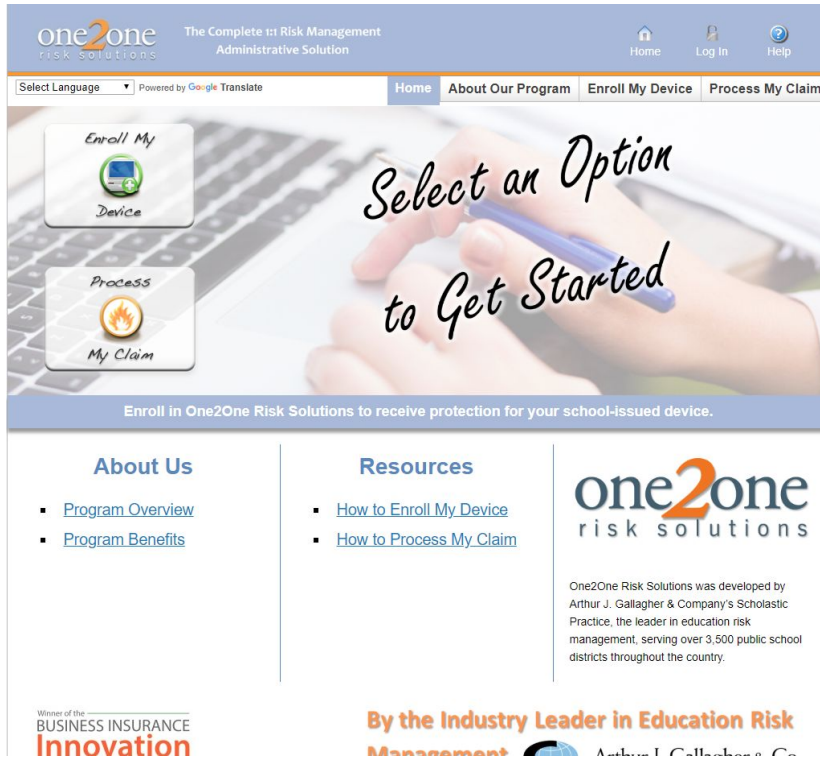 one2one
risk solutions
The Complete 1:1 Risk Management
Administrative Solution
Home
Log In
Help
Select Language
Powered by Google Translate
Home
About Our Program
Enroll My Device
Process My Claim
Enroll My
Device
Process
My Claim
Select an Option
to Get Started
Enroll in One2One Risk Solutions to receive protection for your school-issued device.
About Us
Program Overview
Program Benefits
Resources
How to Enroll My Device
How to Process My Claim
one2one
risk solutions
One2One Risk Solutions was developed by
Arthur J. Gallagher & Company's Scholastic
Practice, the leader in education risk
management, serving over 3,500 public school
districts throughout the country.
Winner of the
BUSINESS INSURANCE
Innovation
By the Industry Leader in Education Risk
Management
Arthur J. Gallagher & Co.